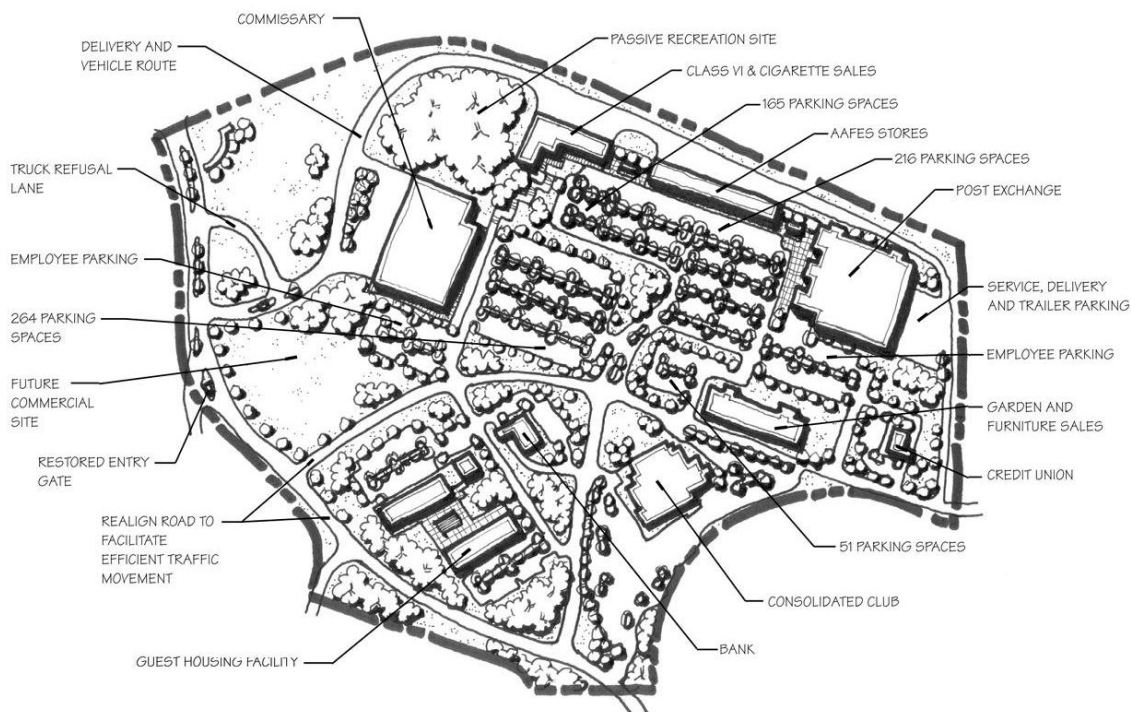 COMMISSARY
DELIVERY AND
VEHICLE ROUTE
PASSIVE RECREATION SITE
CLASS VI & CIGARETTE SALES
165 PARKING SPACES
AAFES STORES
216 PARKING SPACES
POST EXCHANGE
TRUCK REFUSAL
LANE
EMPLOYEE PARKING
264 PARKING
SPACES
FUTURE
COMMERCIAL
SITE
RESTORED ENTRY
GATE
REALIGN ROAD TO
FACILITATE
EFFICIENT TRAFFIC
MOVEMENT
GUEST HOUSING FACILITY
SERVICE, DELIVERY
AND TRAILER PARKING
EMPLOYEE PARKING
GARDEN AND
FURNITURE SALES
CREDIT UNION
51 PARKING SPACES
CONSOLIDATED CLUB
BANK